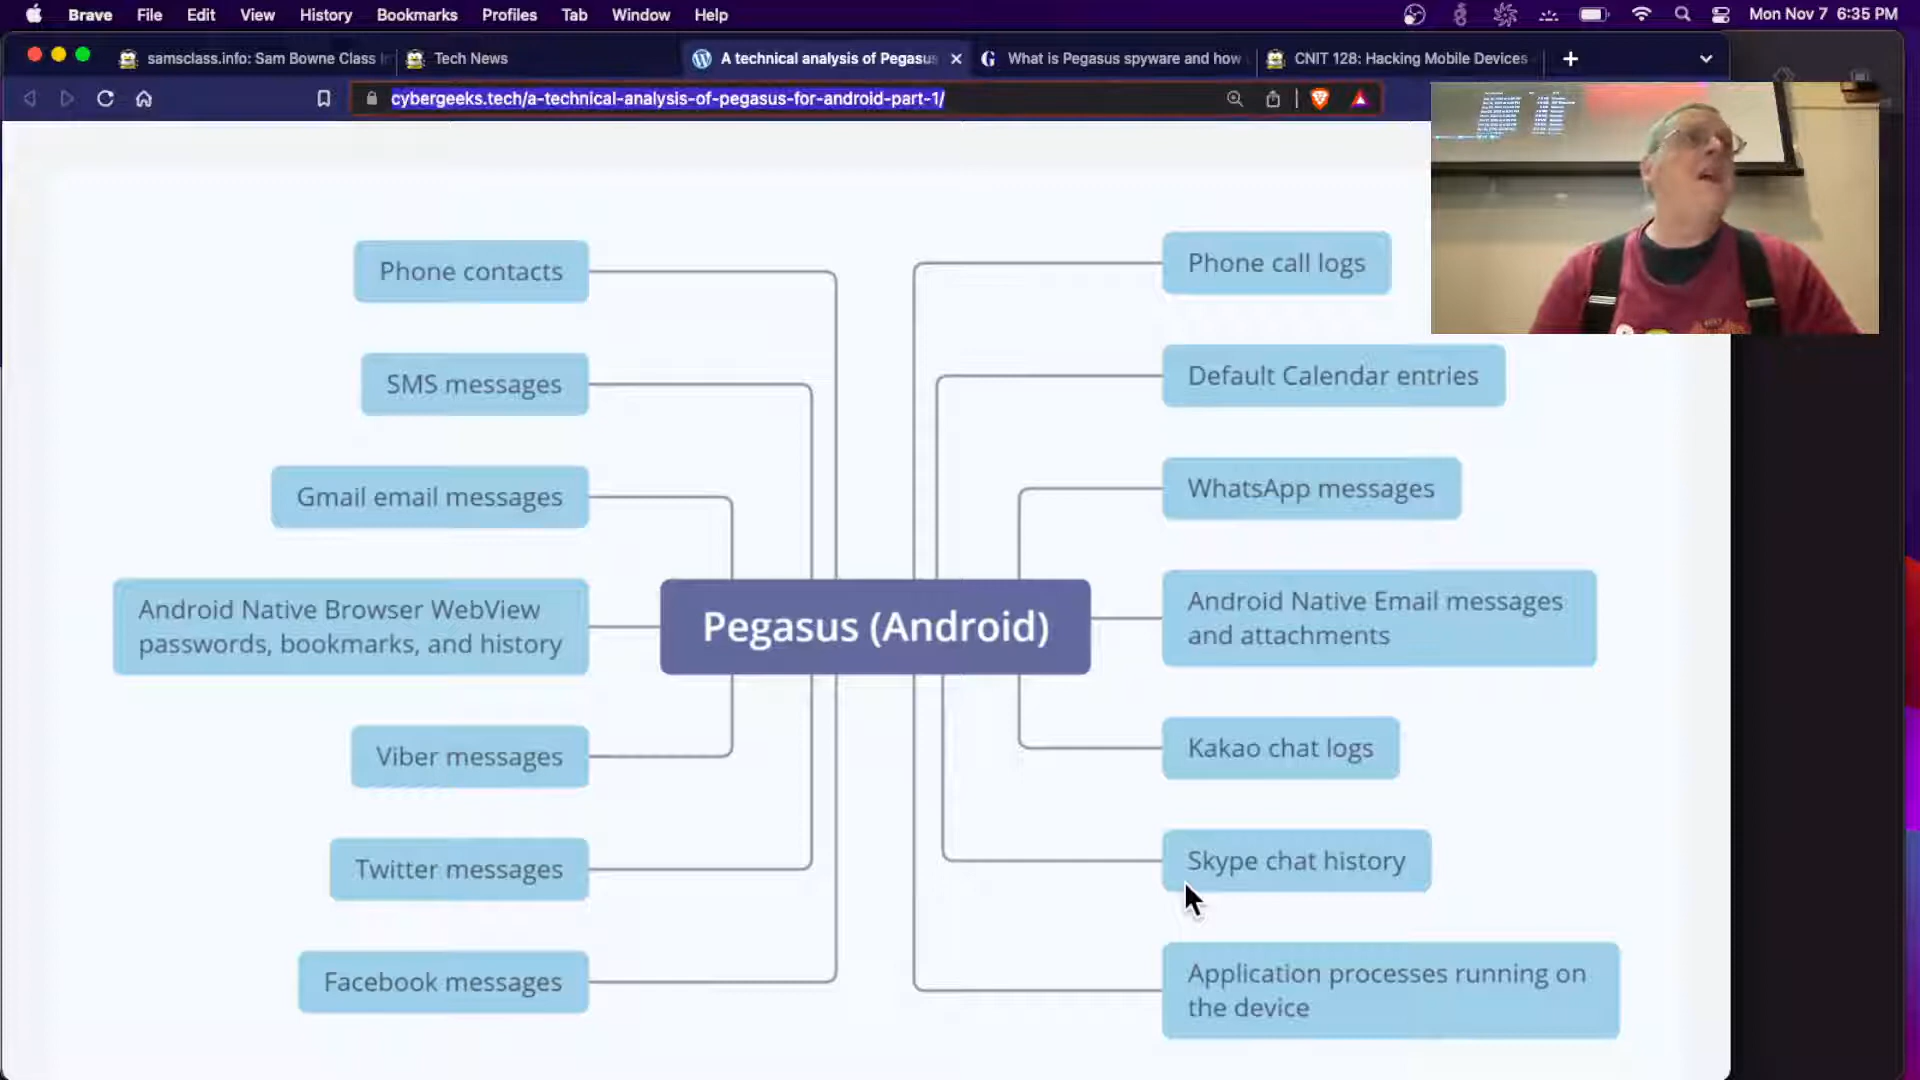 Brave File Edit View History Bookmarks Profiles Tab Window Help Mon Nov 7 6:35 PM
samsclass.info: Sam Bowne Class In
Tech News
A technical analysis of Pegasus
What is Pegasus spyware and how
CNIT 128: Hacking Mobile Devices
cybergeeks.tech/a-technical-analysis-of-pegasus-for-android-part-1/
Phone contacts
SMS messages
Gmail email messages
Android Native Browser WebView
passwords, bookmarks, and history
Viber messages
Twitter messages
Facebook messages
Pegasus (Android)
Phone call logs
Default Calendar entries
WhatsApp messages
Android Native Email messages
and attachments
Kakao chat logs
Skype chat history
Application processes running on
the device